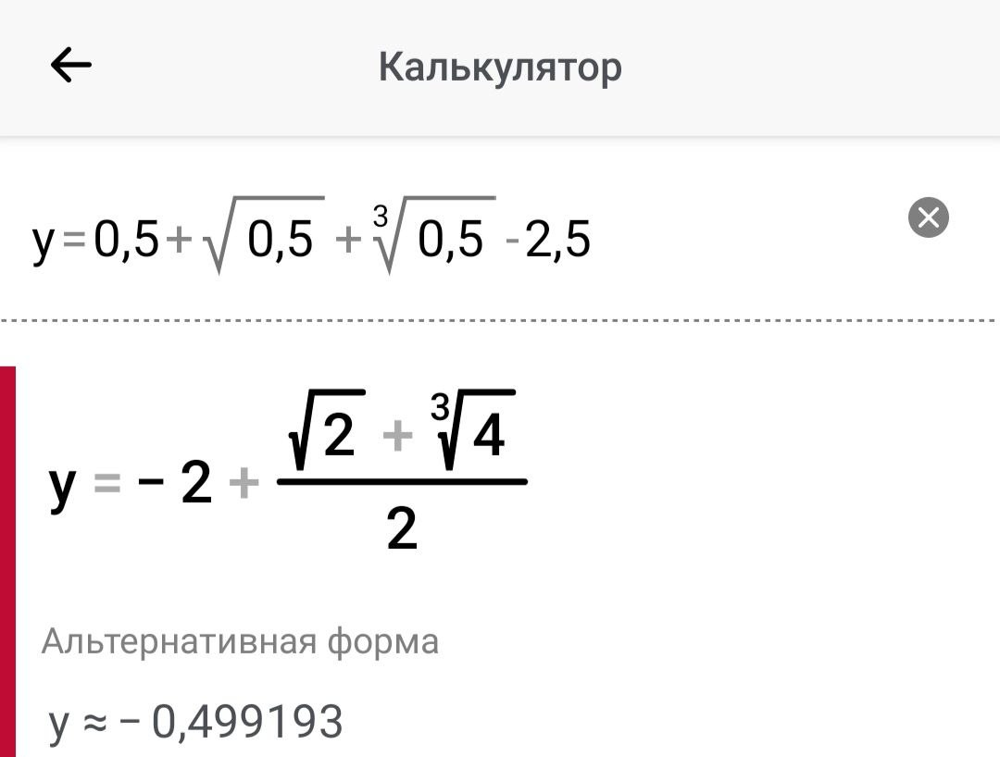 Калькулятор
y=0,5+√0,5 +∛0,5 -2,5
y = − 2 + (√2 + ∛4)/2
Альтернативная форма
y ≈ − 0,499193